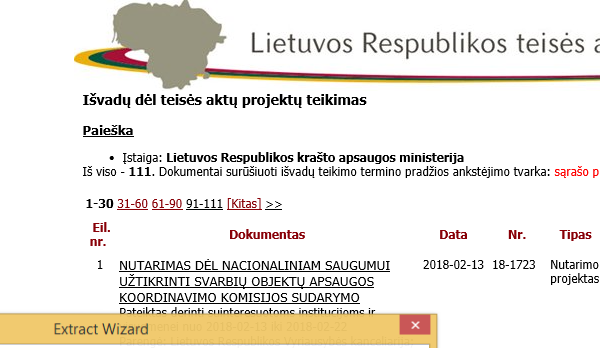 Lietuvos Respublikos teisės a
Išvadų dėl teisės aktų projektų teikimas
Paieška
• Įstaiga: Lietuvos Respublikos krašto apsaugos ministerija
Iš viso - 111. Dokumentai surūšiuoti išvadų teikimo termino pradžios ankstėjimo tvarka: sąrašo p
1-30 31-60 61-90 91-111 [Kitas] >>
Eil. nr. Dokumentas Data Nr. Tipas
1 NUTARIMAS DĖL NACIONALINIAM SAUGUMUI 2018-02-13 18-1723 Nutarimo
UŽTIKRINTI SVARBIŲ OBJEKTŲ APSAUGOS projektas
KOORDINAVIMO KOMISIJOS SUDARYMO
Pateiktas derinti suinteresuotoms institucijoms ir
Extract Wizard